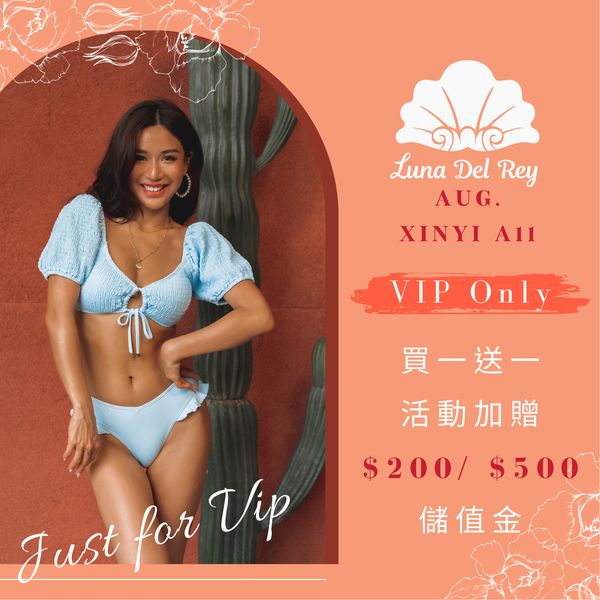 Luna Del Rey
AUG.
XINYI A11
VIP Only
買一送一
活動加贈
$200/ $500
儲值金
Just for Vip